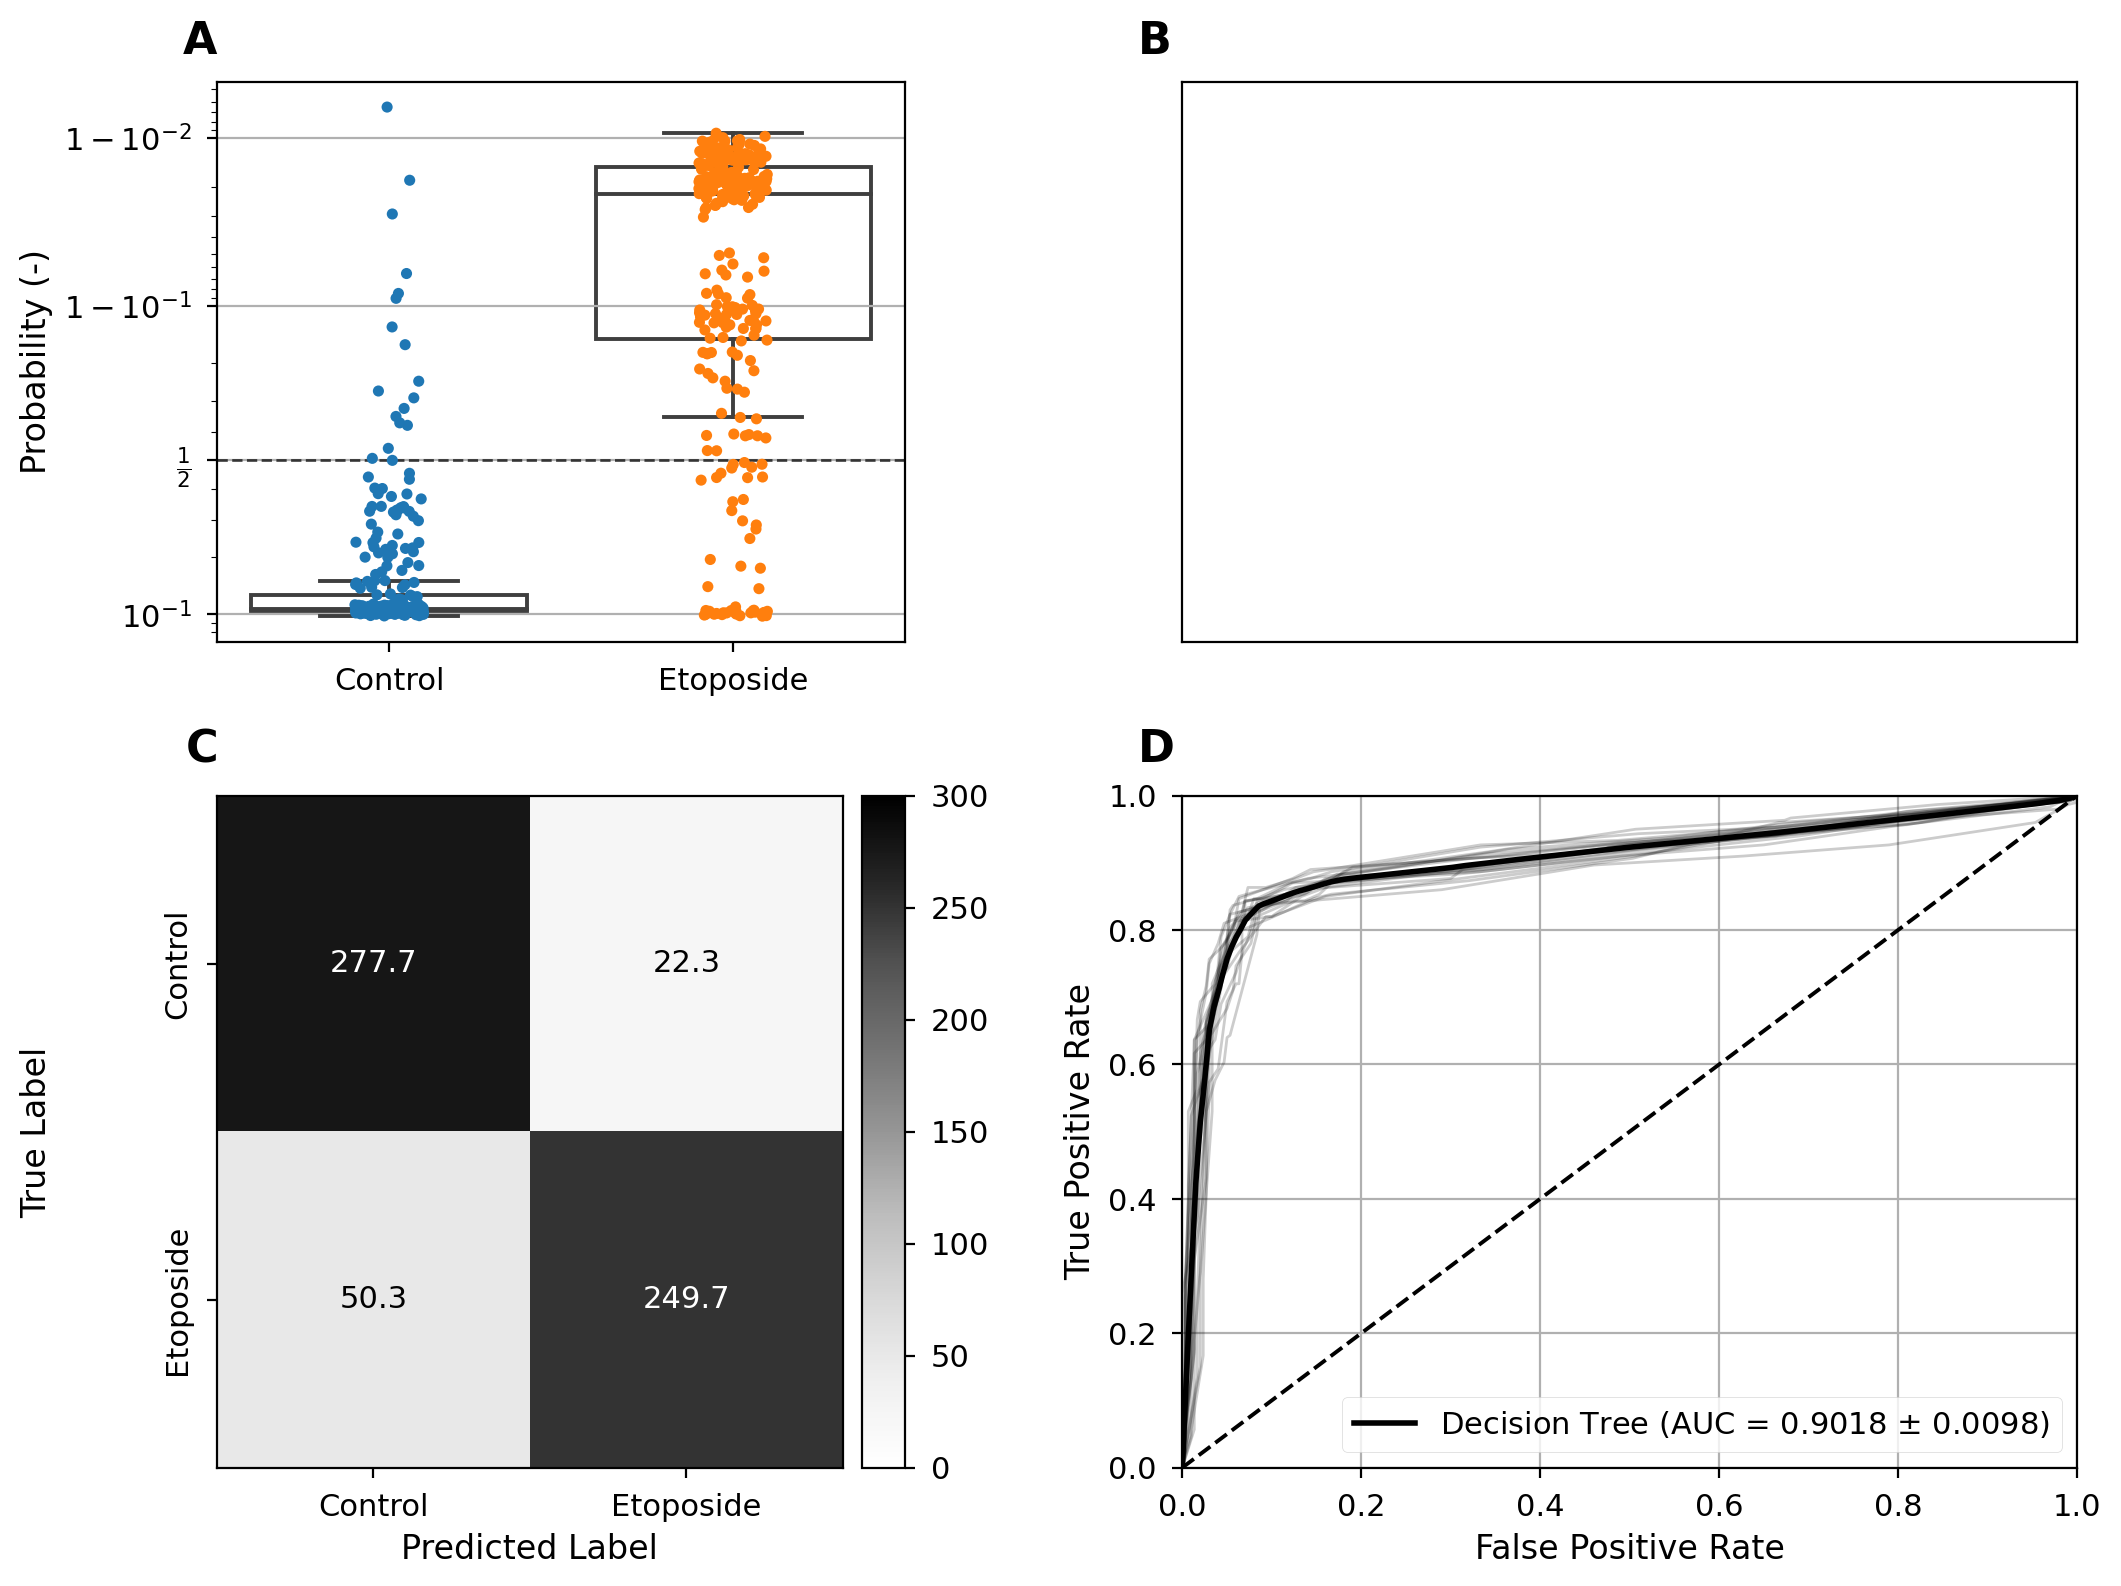 A
Probability (-)
1 − 10⁻²
1 − 10⁻¹
1/2
10⁻¹
Control
Etoposide
B
C
True Label
Control
Etoposide
277.7
22.3
50.3
249.7
Control
Etoposide
Predicted Label
300
250
200
150
100
50
0
D
True Positive Rate
1.0
0.8
0.6
0.4
0.2
0.0
Decision Tree (AUC = 0.9018 ± 0.0098)
0.0
0.2
0.4
0.6
0.8
1.0
False Positive Rate